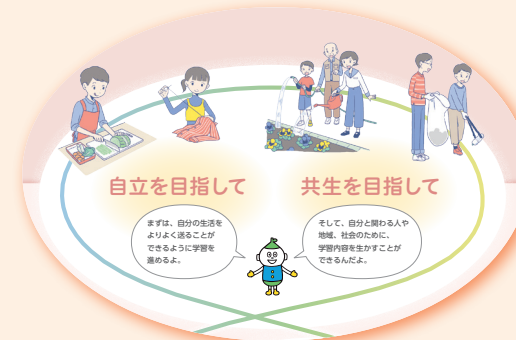 自立を目指して
共生を目指して
まずは、自分の生活を
よりよく送ることが
できるように学習を
進めるよ。
そして、自分と関わる人や
地域、社会のために、
学習内容を生かすことが
できるんだよ。